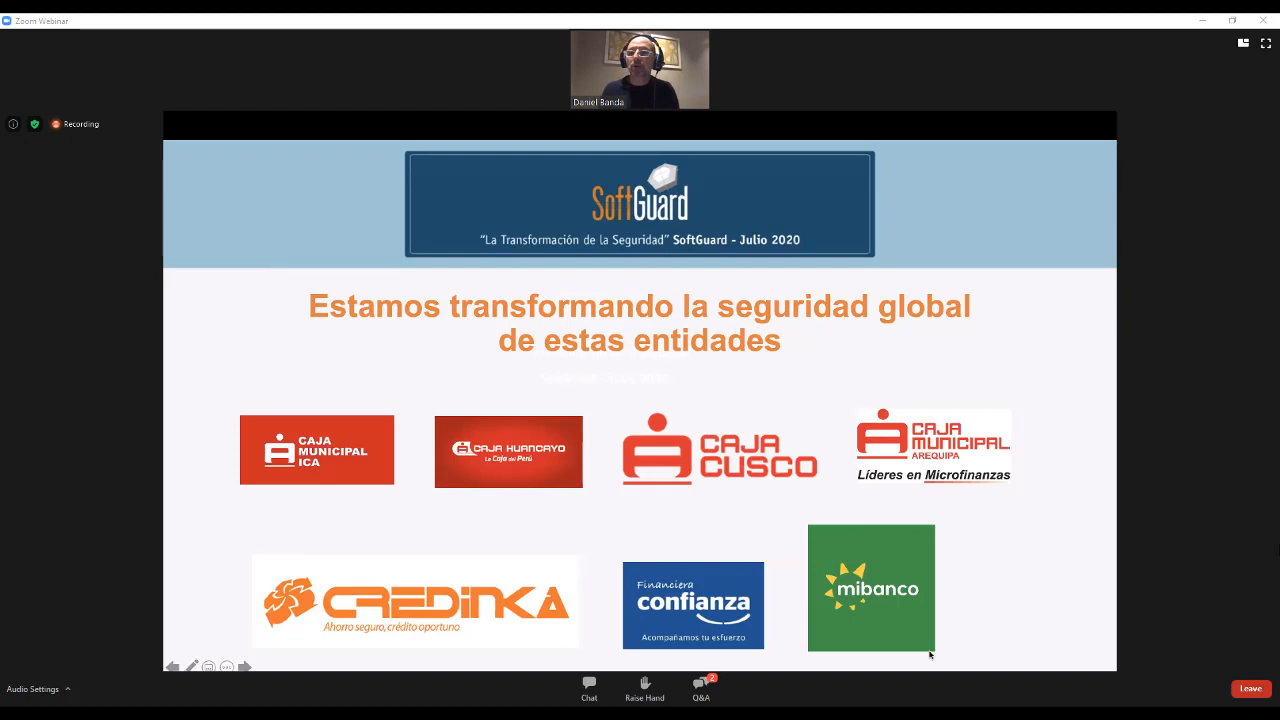 Zoom Webinar
Daniel Banda
Recording
SoftGuard
“La Transformación de la Seguridad” SoftGuard - Julio 2020
Estamos transformando la seguridad global
de estas entidades
CAJA
MUNICIPAL
ICA
CAJA HUANCAYO
La Caja del Perú
CAJA
CUSCO
CAJA
MUNICIPAL
AREQUIPA
Líderes en Microfinanzas
CREDINKA
Ahorro seguro, crédito oportuno
Financiera
confianza
Acompañamos tu esfuerzo
mibanco
Audio Settings
Chat
Raise Hand
2
Q&A
Leave